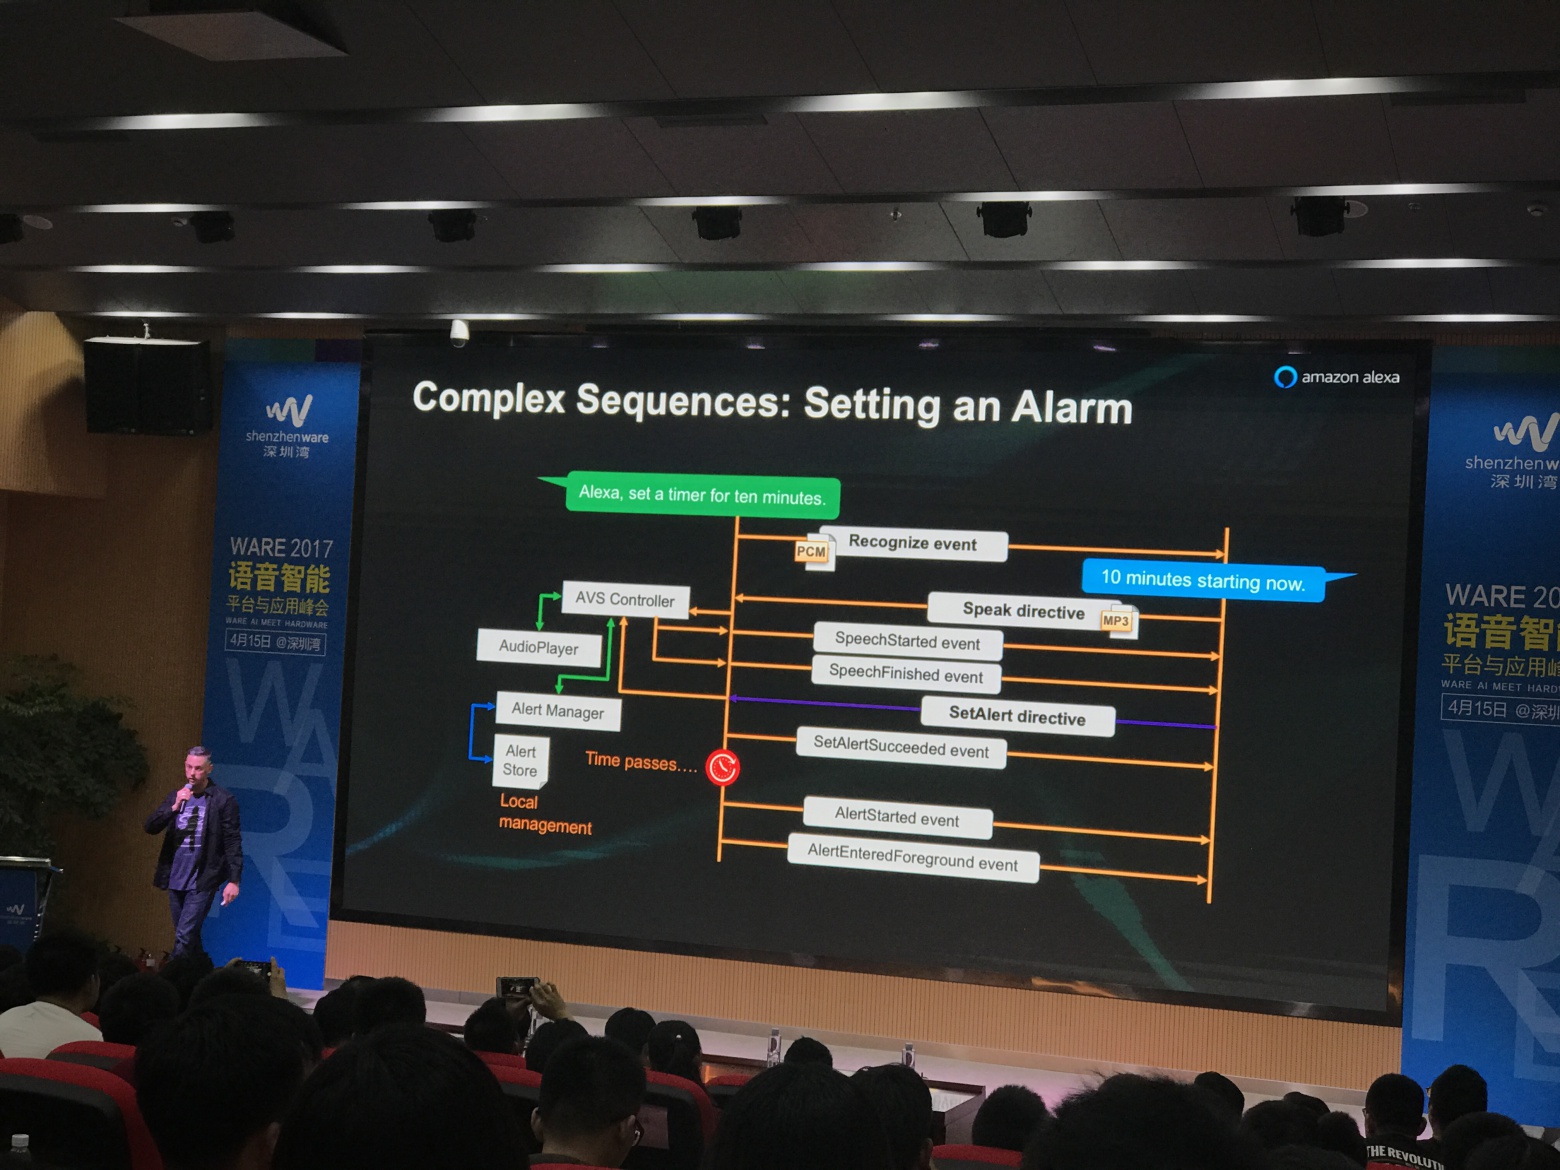 amazon alexa
Complex Sequences: Setting an Alarm
Alexa, set a timer for ten minutes.
PCM
Recognize event
10 minutes starting now.
AVS Controller
Speak directive
MP3
AudioPlayer
SpeechStarted event
SpeechFinished event
Alert Manager
SetAlert directive
Alert
Store
Time passes....
SetAlertSucceeded event
Local
management
AlertStarted event
AlertEnteredForeground event
shenzhenware
深圳湾
WARE 2017
语音智能
平台与应用峰会
WARE AI MEET HARDWARE
4月15日 @深圳湾
WARE
shenzhenw
深圳湾
WARE 20
语音智
平台与应用峰
WARE AI MEET HARD
4月15日 @深圳
THE REVOLUT